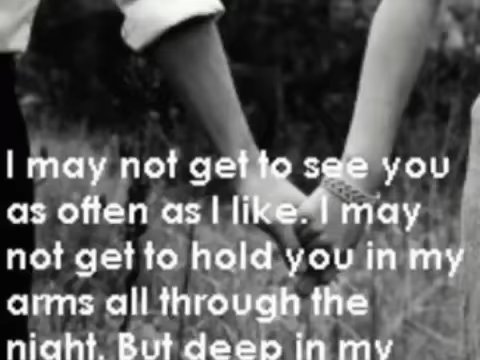 I may not get to see you
as often as I like. I may
not get to hold you in my
arms all through the
night. But deep in my